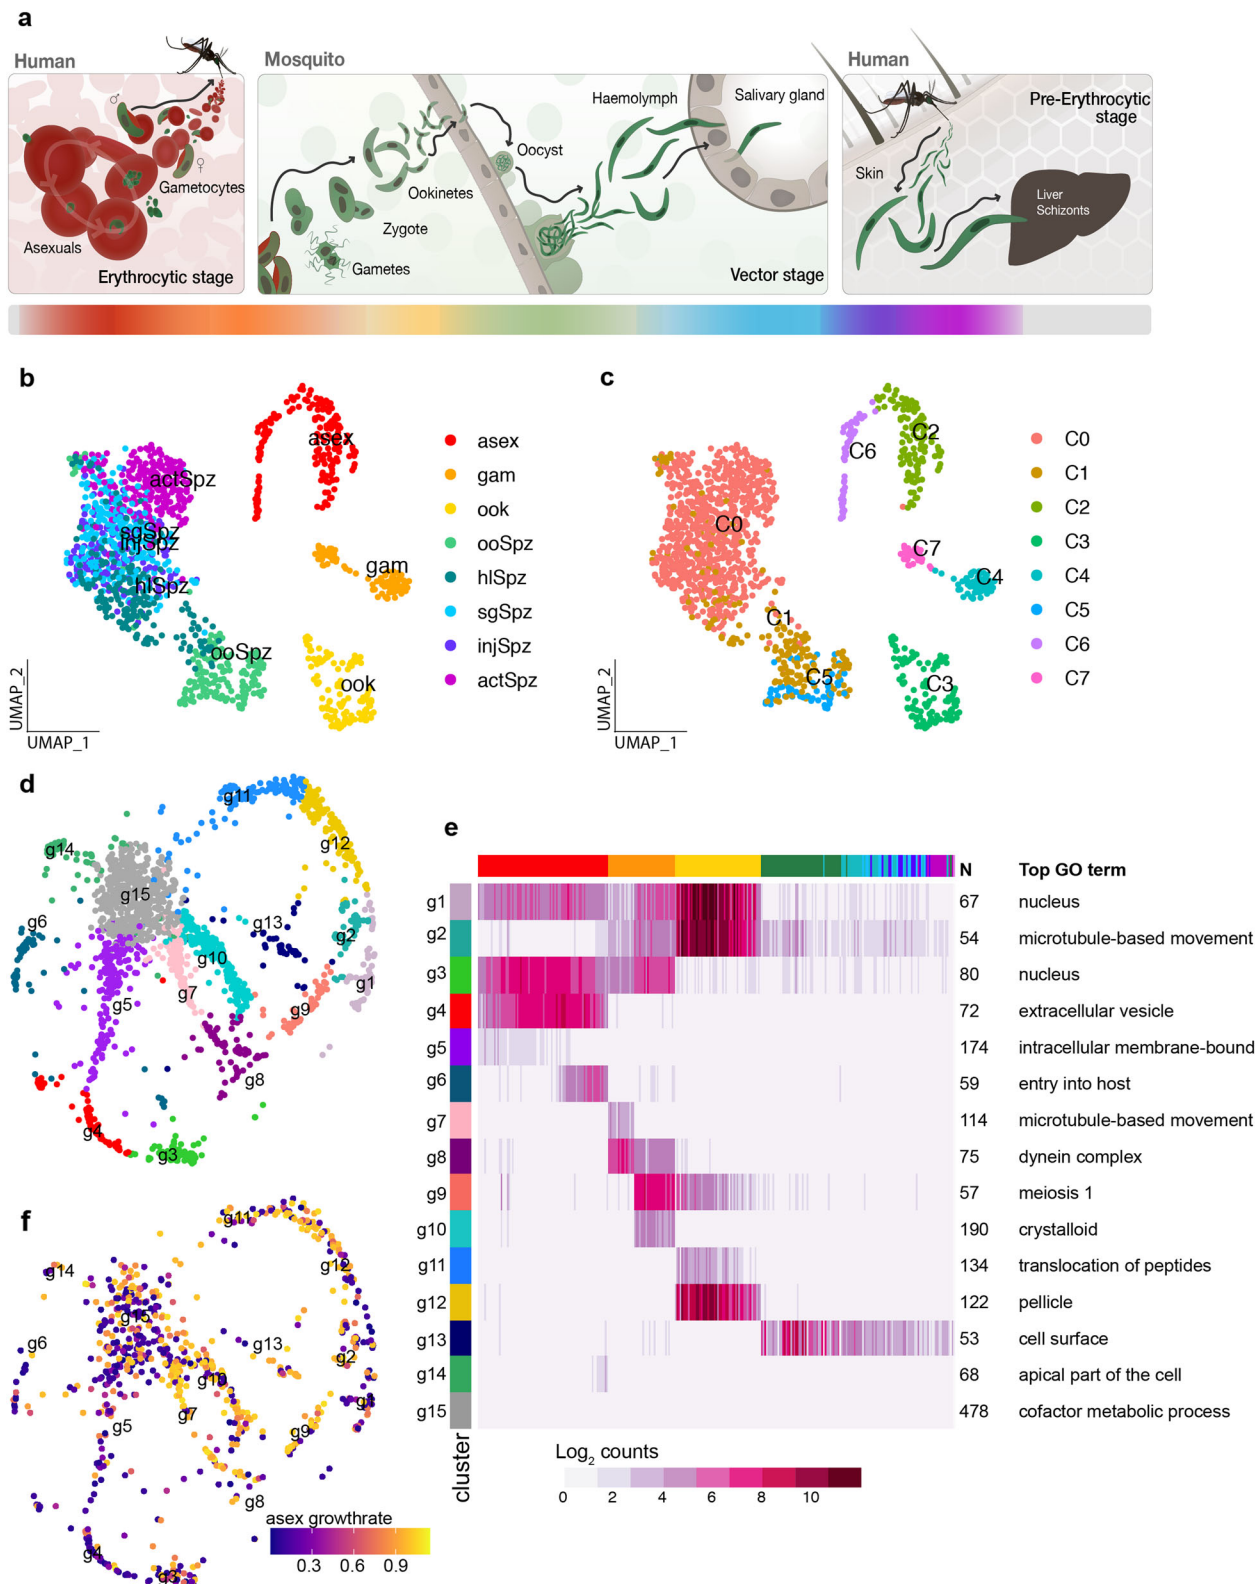 a
Human
Mosquito
Human
Haemolymph
Salivary gland
Pre-Erythrocytic
stage
♂
♀
Gametocytes
Asexuals
Erythrocytic stage
Oocyst
Ookinetes
Zygote
Gametes
Vector stage
Skin
Liver
Schizonts
b
asex
actSpz
sgSpz
injSpz
hlSpz
ooSpz
gam
ook
UMAP_2
UMAP_1
asex
gam
ook
ooSpz
hlSpz
sgSpz
injSpz
actSpz
c
C6
C2
C0
C7
C4
C1
C5
C3
UMAP_2
UMAP_1
C0
C1
C2
C3
C4
C5
C6
C7
d
g11
g12
g14
g15
g6
g13
g2
g10
g1
g7
g5
g9
g8
g4
g3
e
N Top GO term
g1 67 nucleus
g2 54 microtubule-based movement
g3 80 nucleus
g4 72 extracellular vesicle
g5 174 intracellular membrane-bound
g6 59 entry into host
g7 114 microtubule-based movement
g8 75 dynein complex
g9 57 meiosis 1
g10 190 crystalloid
g11 134 translocation of peptides
g12 122 pellicle
g13 53 cell surface
g14 68 apical part of the cell
g15 478 cofactor metabolic process
cluster
Log2 counts
0 2 4 6 8 10
f
g11
g14
g12
g15
g6
g13
g2
g10
g1
g7
g5
g9
g8
g4
g3
asex growthrate
0.3 0.6 0.9